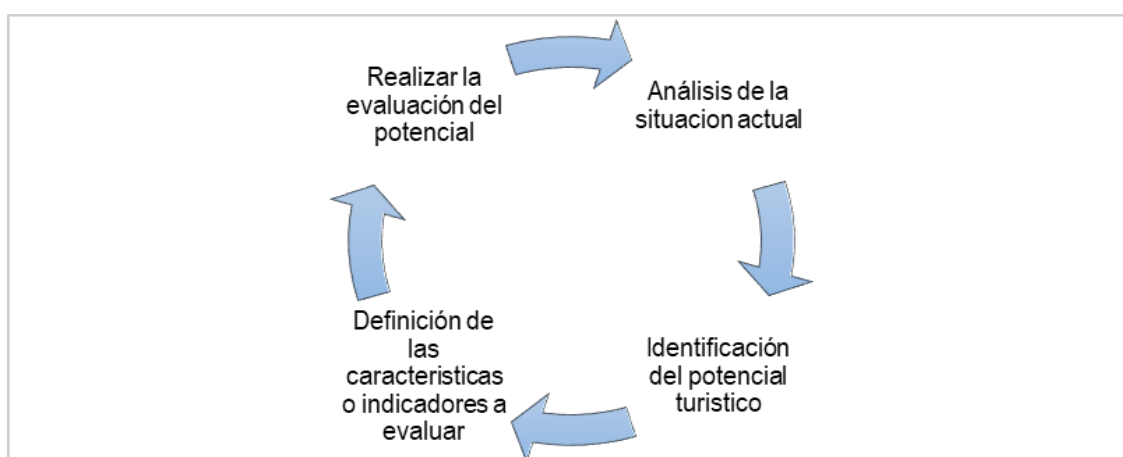 Realizar la
evaluación del
potencial
Análisis de la
situacion actual
Identificación
del potencial
turistico
Definición de
las
caracteristicas
o indicadores a
evaluar